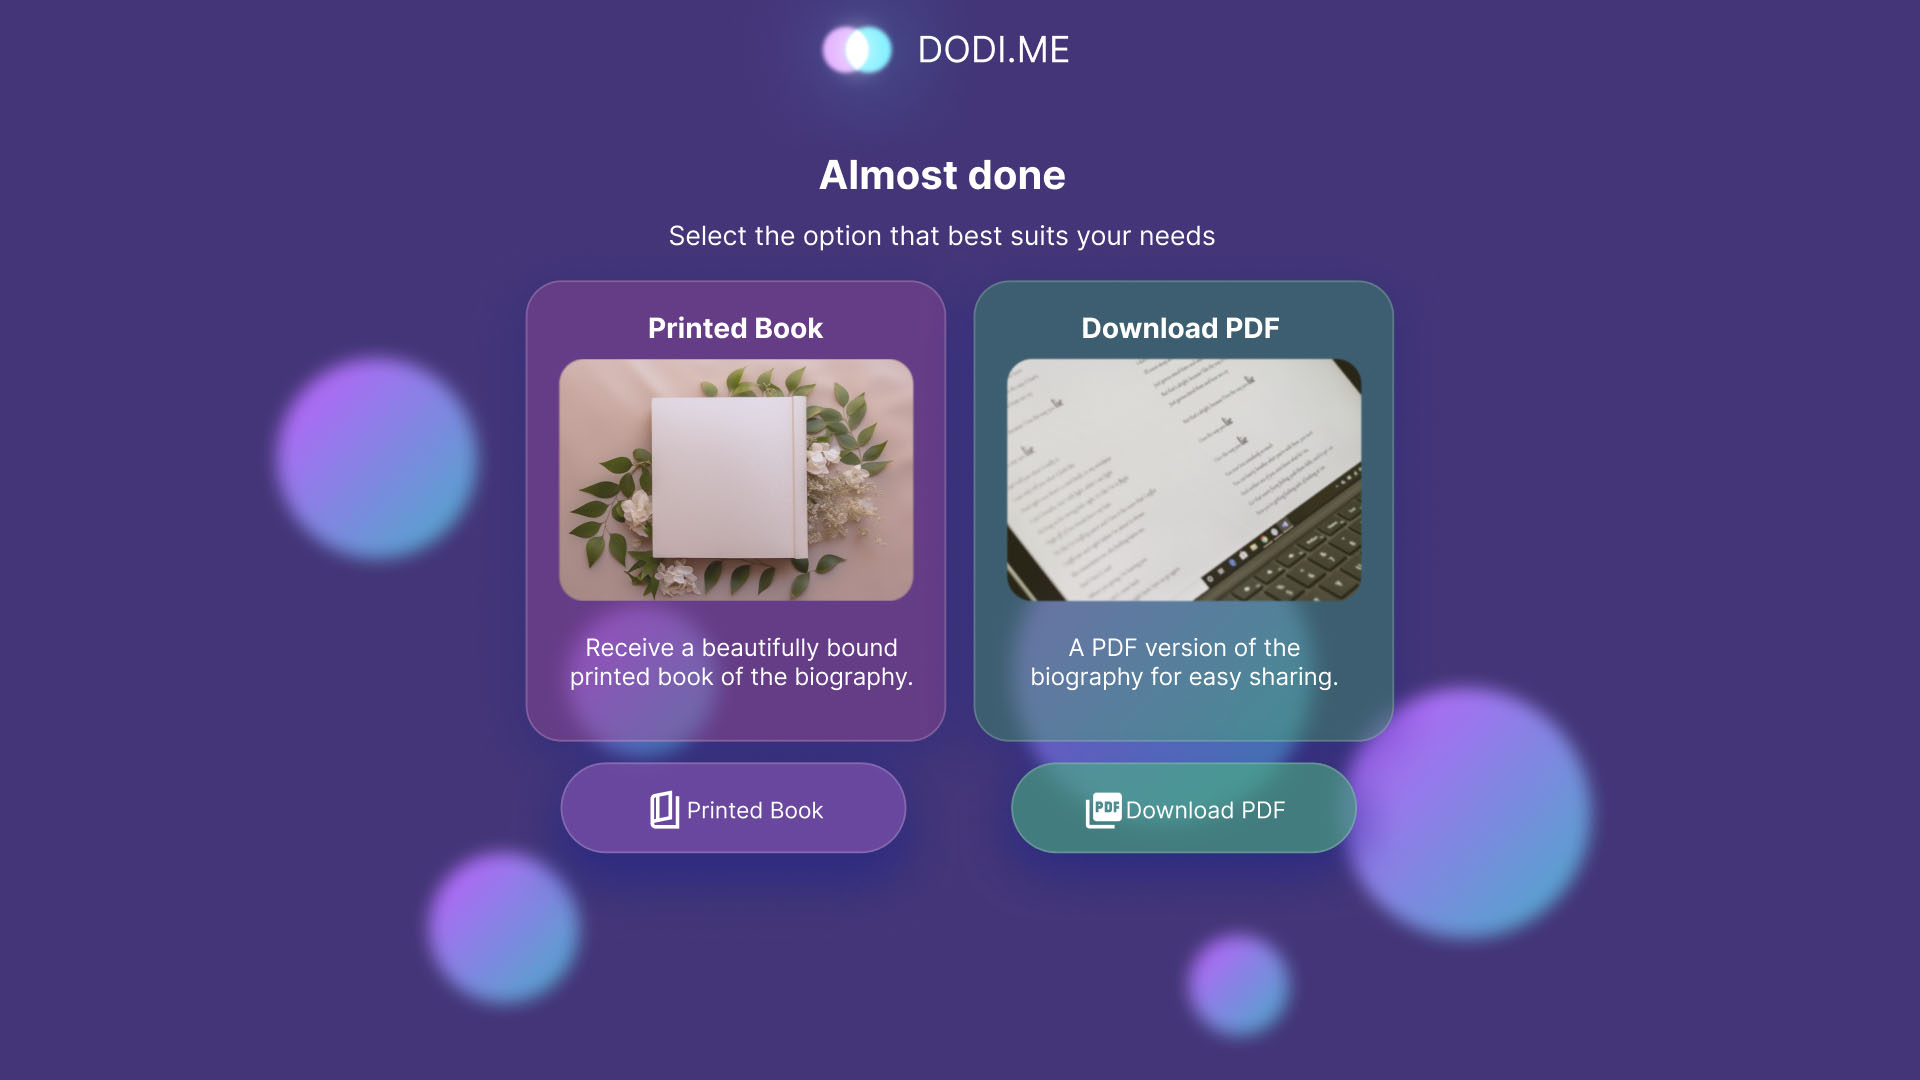 DODI.ME
Almost done
Select the option that best suits your needs
Printed Book
Receive a beautifully bound
printed book of the biography.
Printed Book
Download PDF
A PDF version of the
biography for easy sharing.
PDF
Download PDF